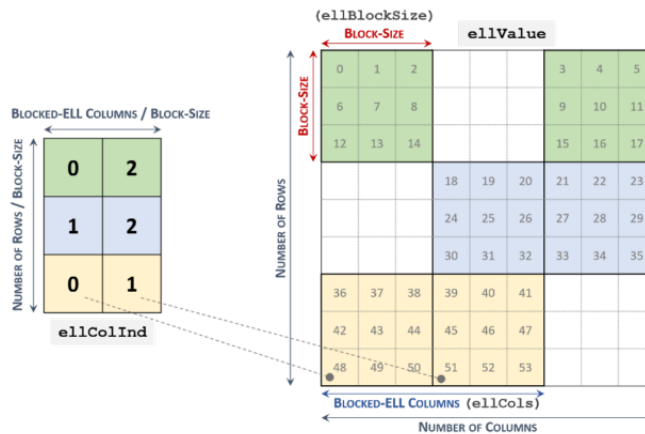 (ellBlockSize)
BLOCK-SIZE
ellValue
BLOCK-SIZE
NUMBER OF ROWS
0 1 2 3 4 5
6 7 8 9 10 11
12 13 14 15 16 17
18 19 20 21 22 23
24 25 26 27 28 29
30 31 32 33 34 35
36 37 38 39 40 41
42 43 44 45 46 47
48 49 50 51 52 53
BLOCKED-ELL COLUMNS (ellCols)
NUMBER OF COLUMNS
BLOCKED-ELL COLUMNS / BLOCK-SIZE
NUMBER OF ROWS / BLOCK-SIZE
0 2
1 2
0 1
ellColInd